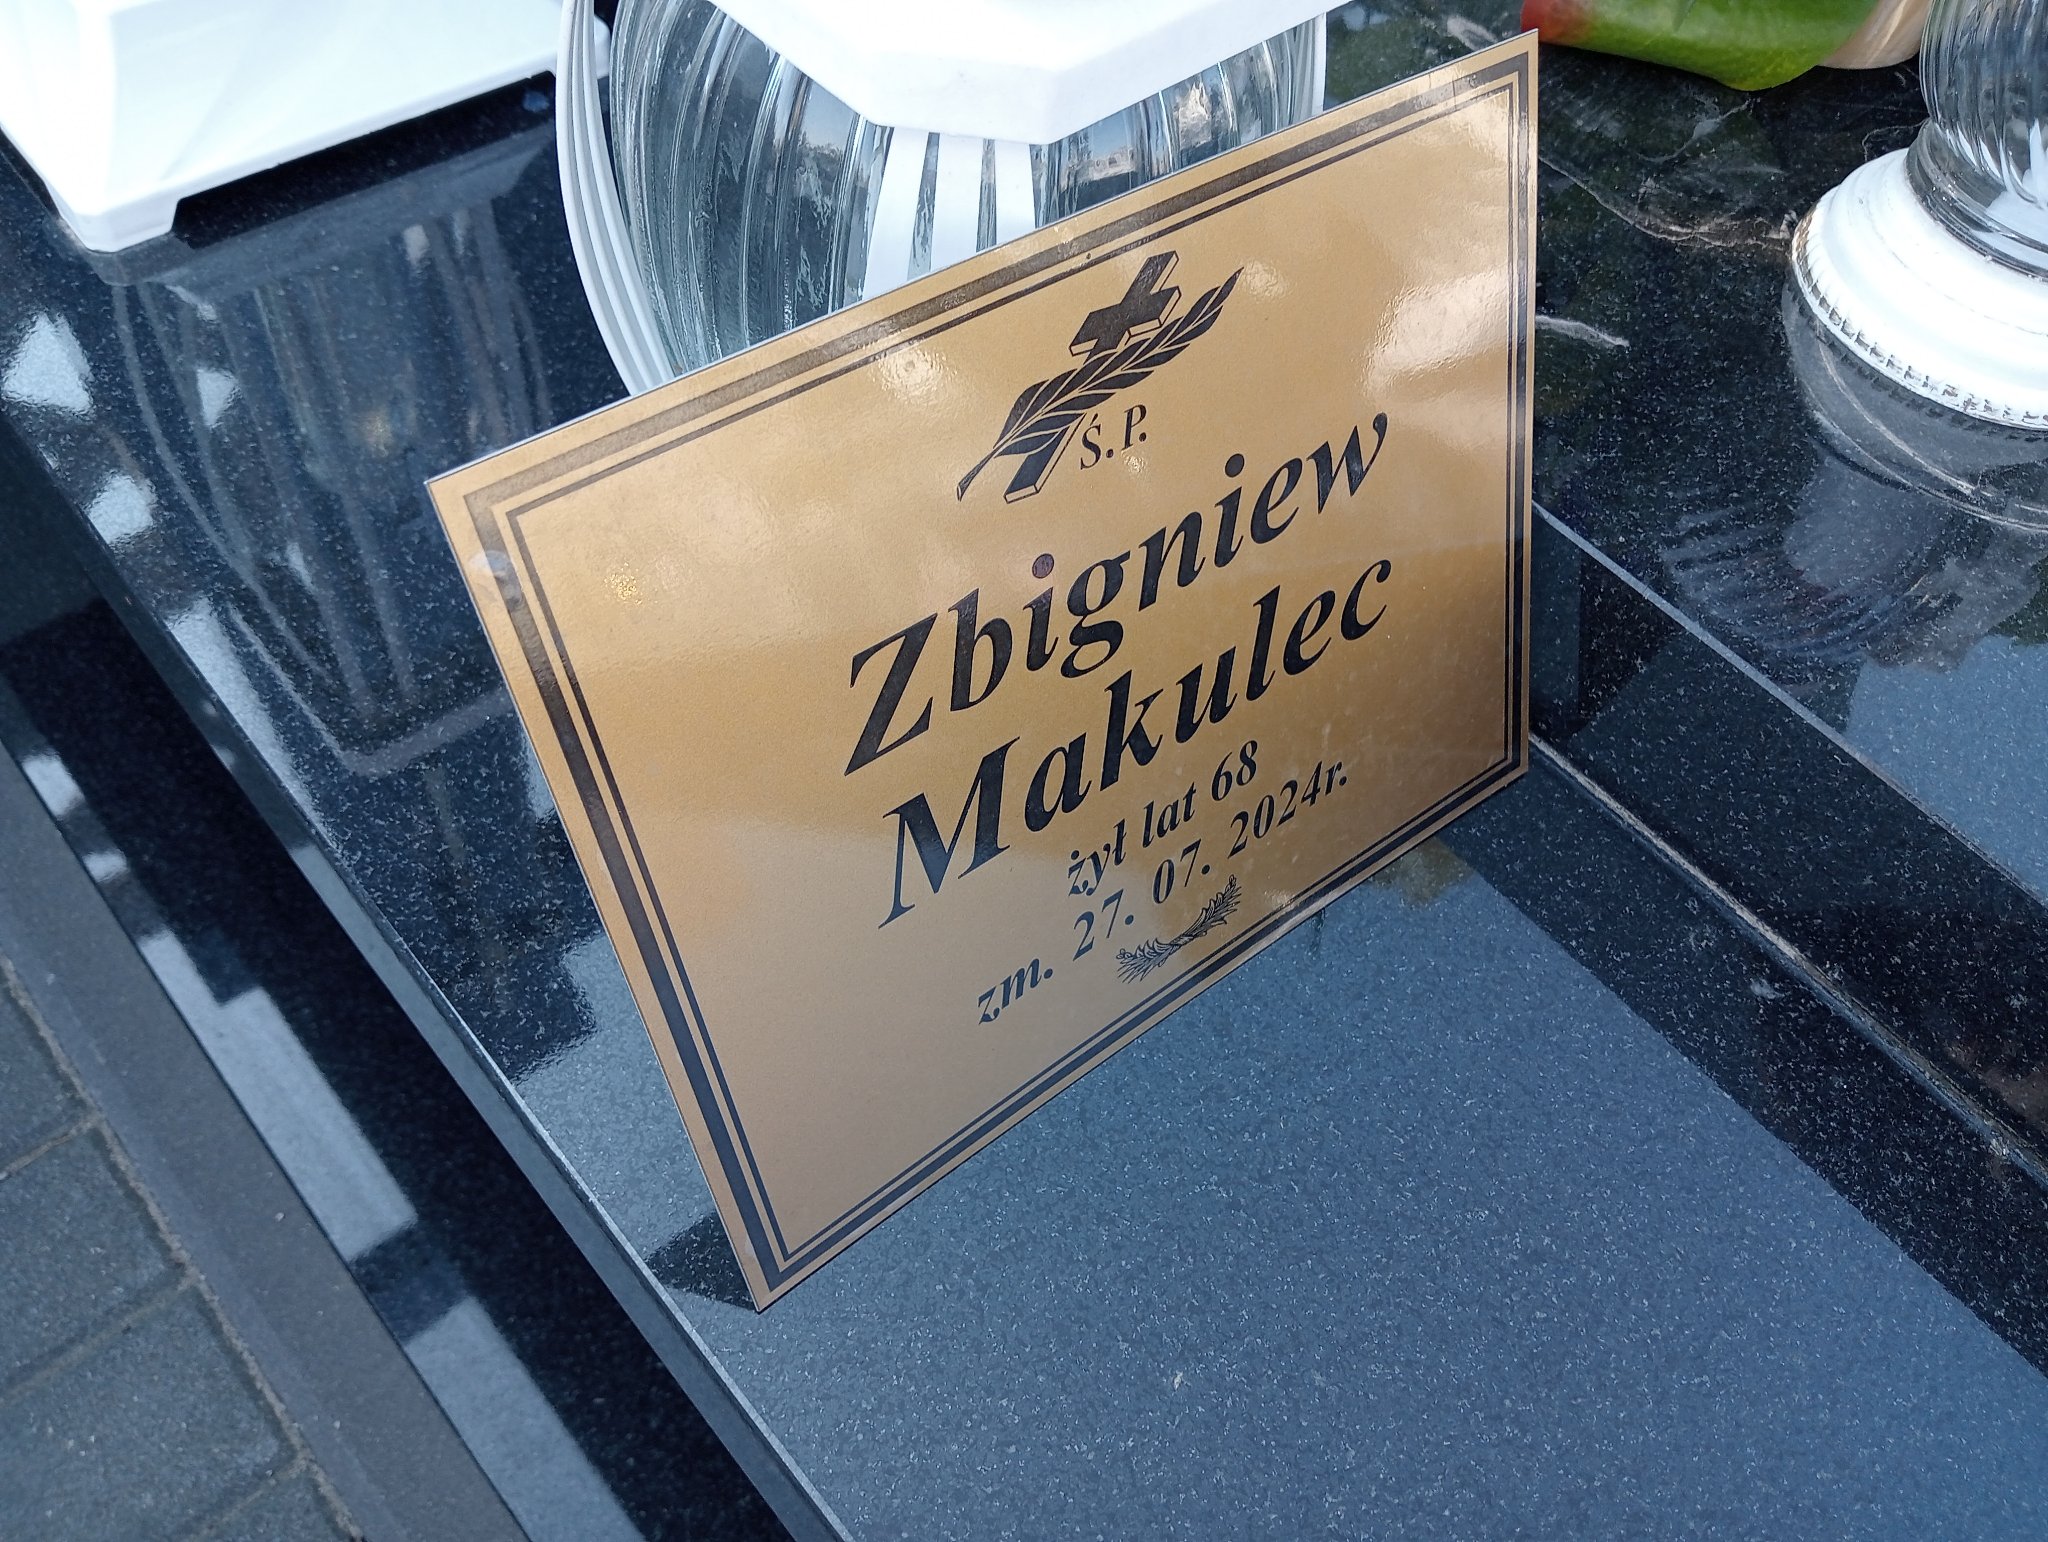 Ś. P.
Zbigniew
Makulec
żył lat 68
zm. 27. 07. 2024r.